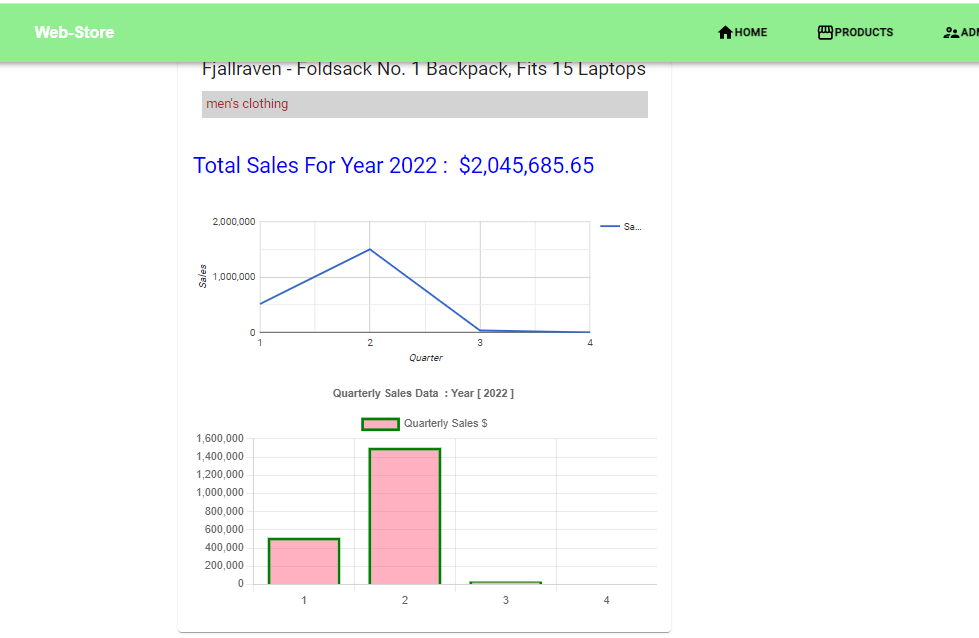 Web-Store
HOME
PRODUCTS
ADM
Fjallraven - Foldsack No. 1 Backpack, Fits 15 Laptops
men's clothing
Total Sales For Year 2022 : $2,045,685.65
2,000,000
1,000,000
0
Sales
1 2 3 4
Quarter
Sa...
Quarterly Sales Data : Year [ 2022 ]
Quarterly Sales $
1,600,000
1,400,000
1,200,000
1,000,000
800,000
600,000
400,000
200,000
0
1 2 3 4